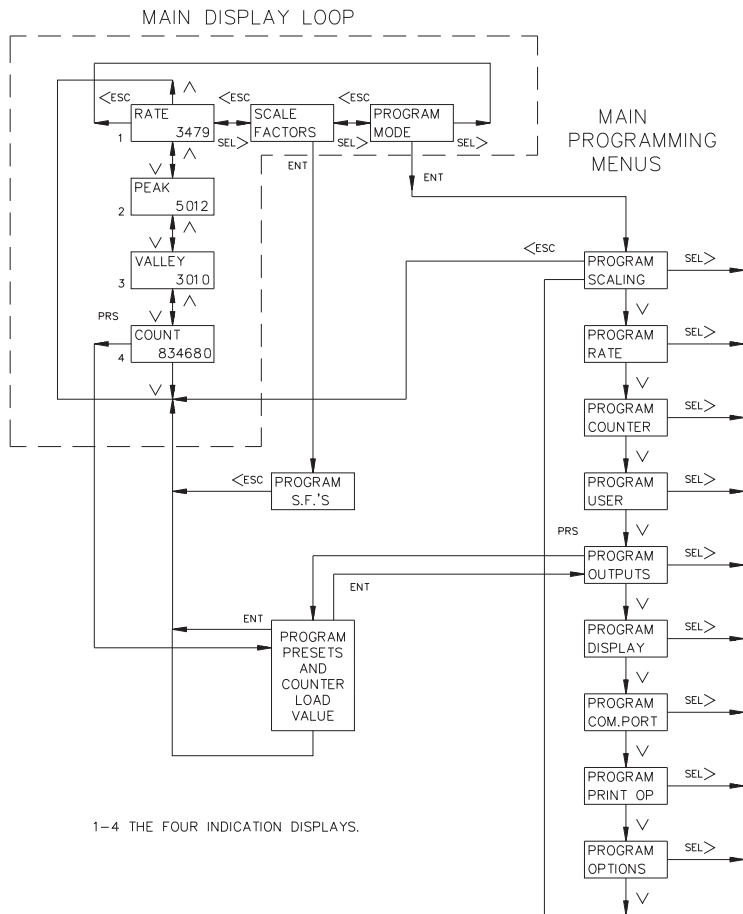 MAIN DISPLAY LOOP
<ESC
RATE
3479
1
<ESC
SEL>
SCALE
FACTORS
<ESC
SEL>
PROGRAM
MODE
SEL>
ENT
ENT
PEAK
5012
2
VALLEY
3010
3
PRS
COUNT
834680
4
MAIN
PROGRAMMING
MENUS
<ESC
PROGRAM
SCALING
SEL>
PROGRAM
RATE
SEL>
PROGRAM
COUNTER
SEL>
<ESC
PROGRAM
S.F.'S
PROGRAM
USER
SEL>
PRS
PROGRAM
OUTPUTS
SEL>
ENT
ENT
PROGRAM
PRESETS
AND
COUNTER
LOAD
VALUE
PROGRAM
DISPLAY
SEL>
PROGRAM
COM.PORT
SEL>
PROGRAM
PRINT OP
SEL>
PROGRAM
OPTIONS
SEL>
1-4 THE FOUR INDICATION DISPLAYS.